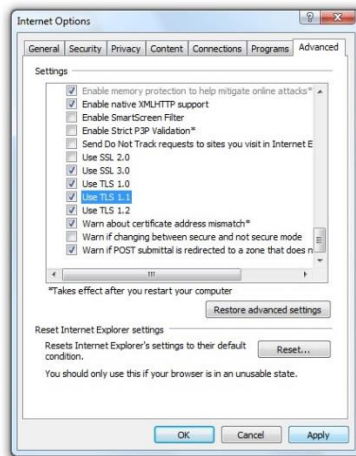 Internet Options
General Security Privacy Content Connections Programs Advanced
Settings
Enable memory protection to help mitigate online attacks*
Enable native XMLHTTP support
Enable SmartScreen Filter
Enable Strict P3P Validation*
Send Do Not Track requests to sites you visit in Internet E
Use SSL 2.0
Use SSL 3.0
Use TLS 1.0
Use TLS 1.1
Use TLS 1.2
Warn about certificate address mismatch*
Warn if changing between secure and not secure mode
Warn if POST submittal is redirected to a zone that does n
*Takes effect after you restart your computer
Restore advanced settings
Reset Internet Explorer settings
Resets Internet Explorer's settings to their default
condition.
Reset...
You should only use this if your browser is in an unusable state.
OK Cancel Apply